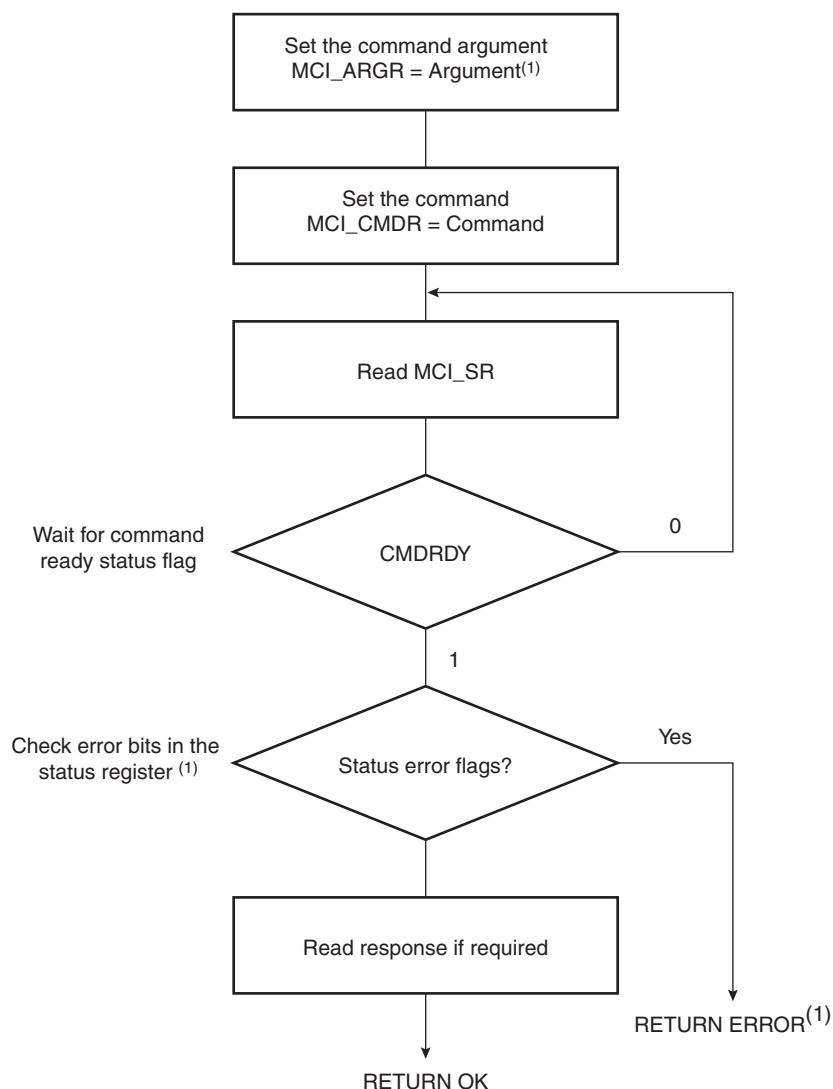 Set the command argument
MCI_ARGR = Argument(1)
Set the command
MCI_CMDR = Command
Read MCI_SR
Wait for command
ready status flag
CMDRDY
0
1
Check error bits in the
status register (1)
Status error flags?
Yes
Read response if required
RETURN ERROR(1)
RETURN OK